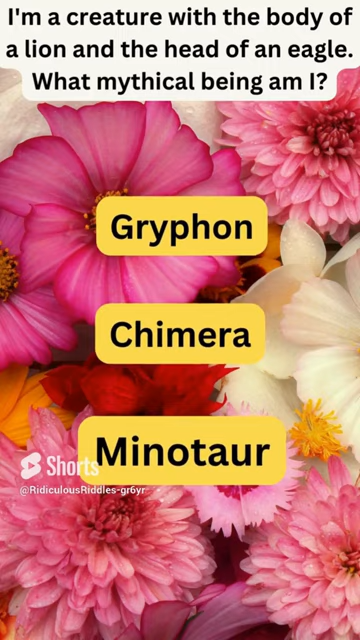 I'm a creature with the body of
a lion and the head of an eagle.
What mythical being am I?
Gryphon
Chimera
Minotaur
Shorts
@RidiculousRiddles-gr6yr